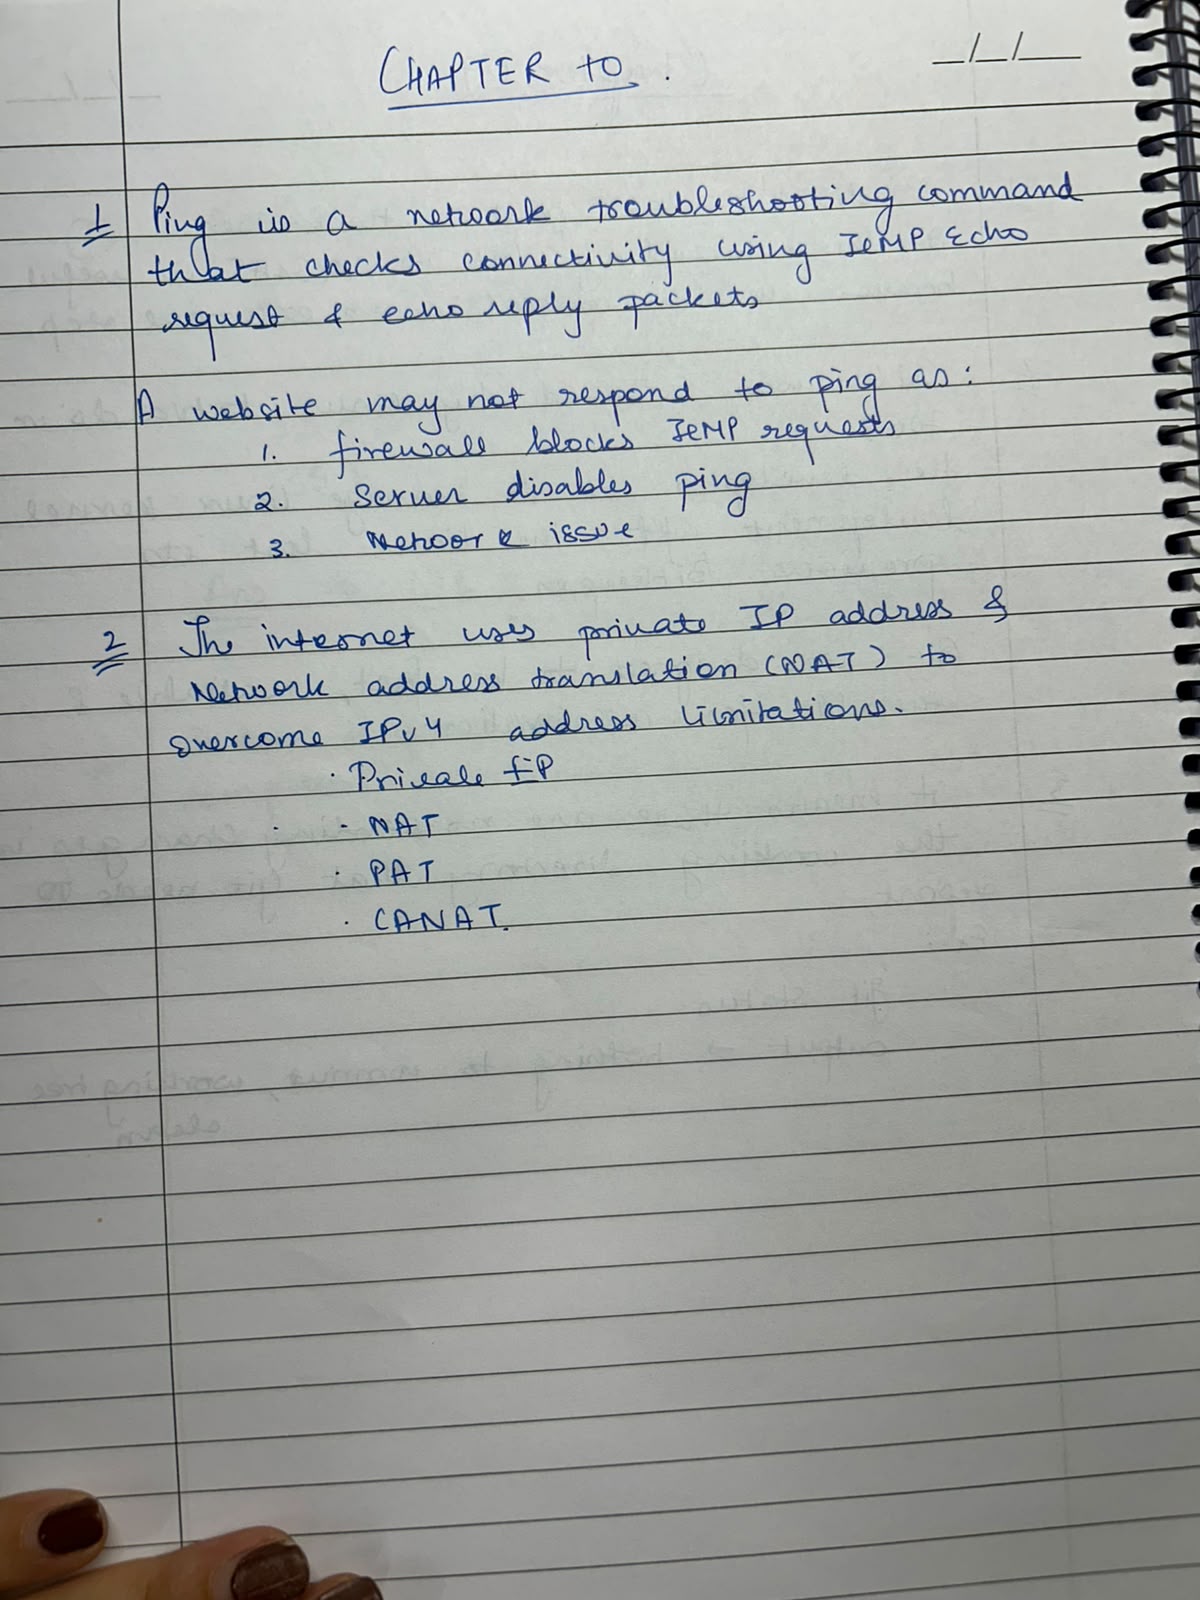 CHAPTER 10.
_/_/__
1 Ping is a network troubleshooting command
that checks connectivity using ICMP Echo
request & echo reply packets
A website may not respond to ping as:
1. firewall blocks ICMP requests
2. Server disables ping
3. Network issue
2 The internet uses private IP address &
Network address translation (NAT) to
overcome IPv4 address limitations.
· Private IP
· NAT
· PAT
· CANAT.